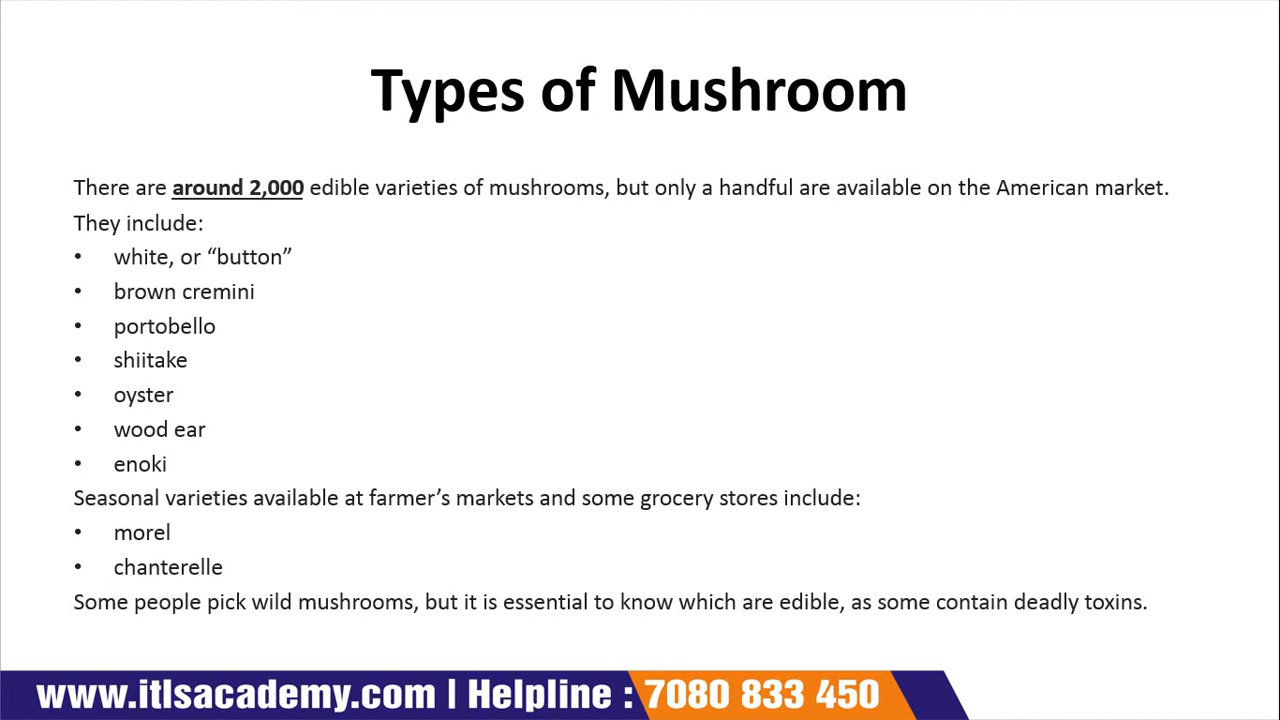 Types of Mushroom
There are around 2,000 edible varieties of mushrooms, but only a handful are available on the American market.
They include:
• white, or “button”
• brown cremini
• portobello
• shiitake
• oyster
• wood ear
• enoki
Seasonal varieties available at farmer’s markets and some grocery stores include:
• morel
• chanterelle
Some people pick wild mushrooms, but it is essential to know which are edible, as some contain deadly toxins.
www.itlsacademy.com | Helpline : 7080 833 450